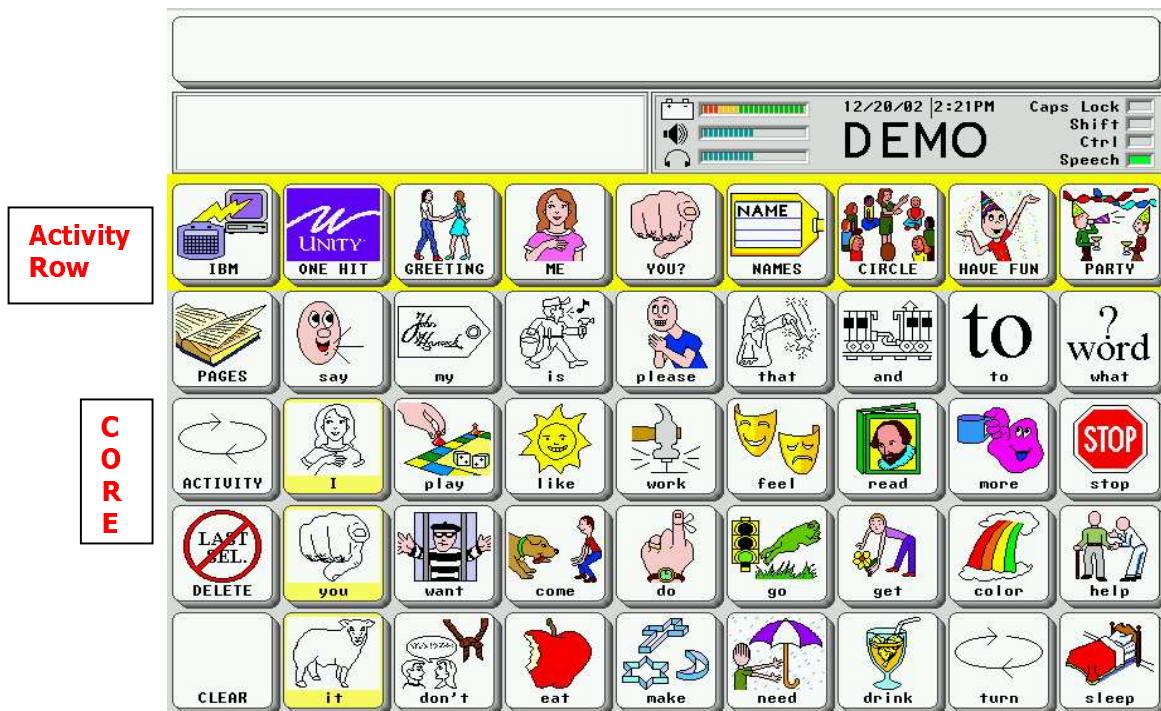 12/20/02 2:21PM
DEMO
Caps Lock
Shift
Ctrl
Speech
Activity
Row
UNITY
NAME
IBM ONE HIT GREETING ME YOU? NAMES CIRCLE HAVE FUN PARTY
John
Hancock
to
?
word
PAGES say my is please that and to what
C
O
R
E
STOP
ACTIVITY I play like work feel read more stop
LAST
SEL.
DELETE you want come do go get color help
CLEAR it don't eat make need drink turn sleep